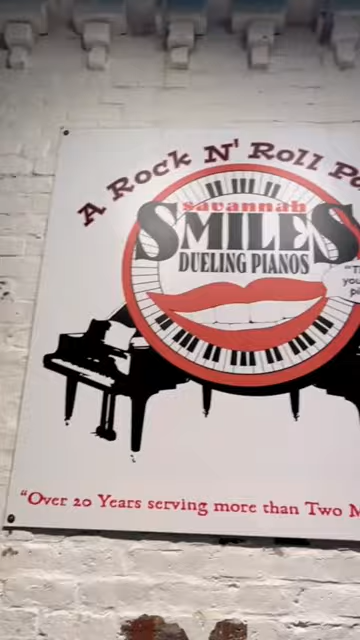 A Rock N' Roll
savannah
SMILES
DUELING PIANOS
"Over 20 Years serving more than Two